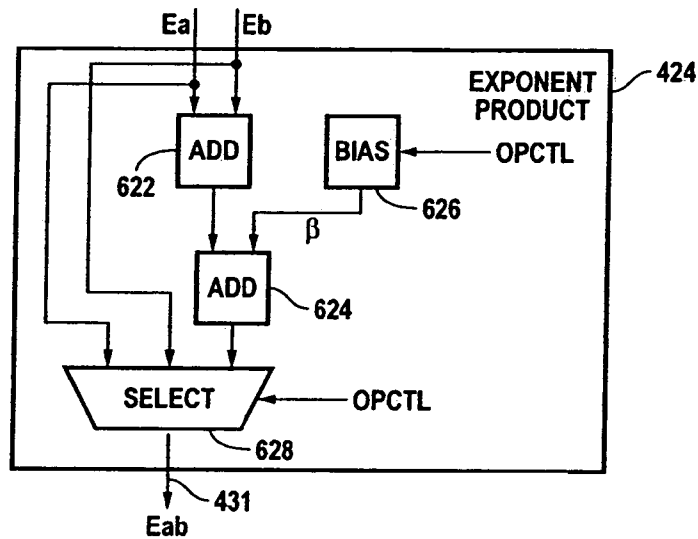 Ea
Eb
EXPONENT
PRODUCT
424
ADD
622
BIAS
OPCTL
626
β
ADD
624
SELECT
OPCTL
628
431
Eab